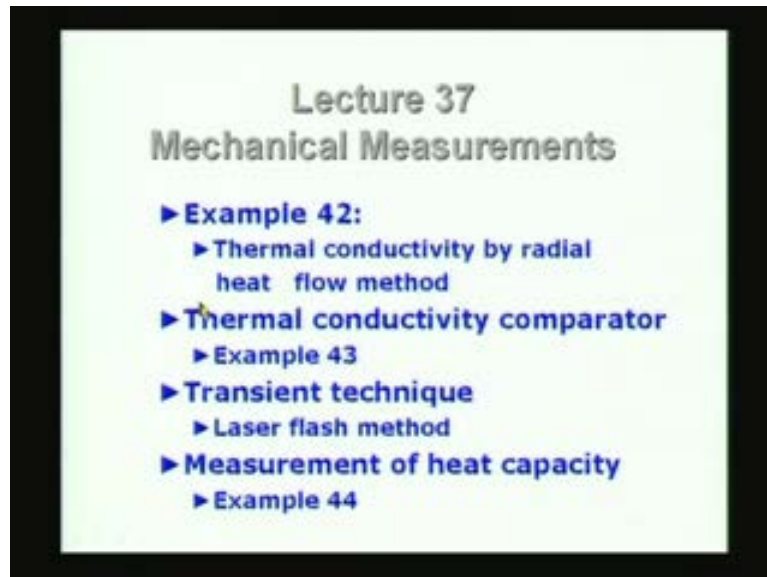 Lecture 37
Mechanical Measurements
►Example 42:
►Thermal conductivity by radial
heat flow method
►Thermal conductivity comparator
►Example 43
►Transient technique
►Laser flash method
►Measurement of heat capacity
►Example 44